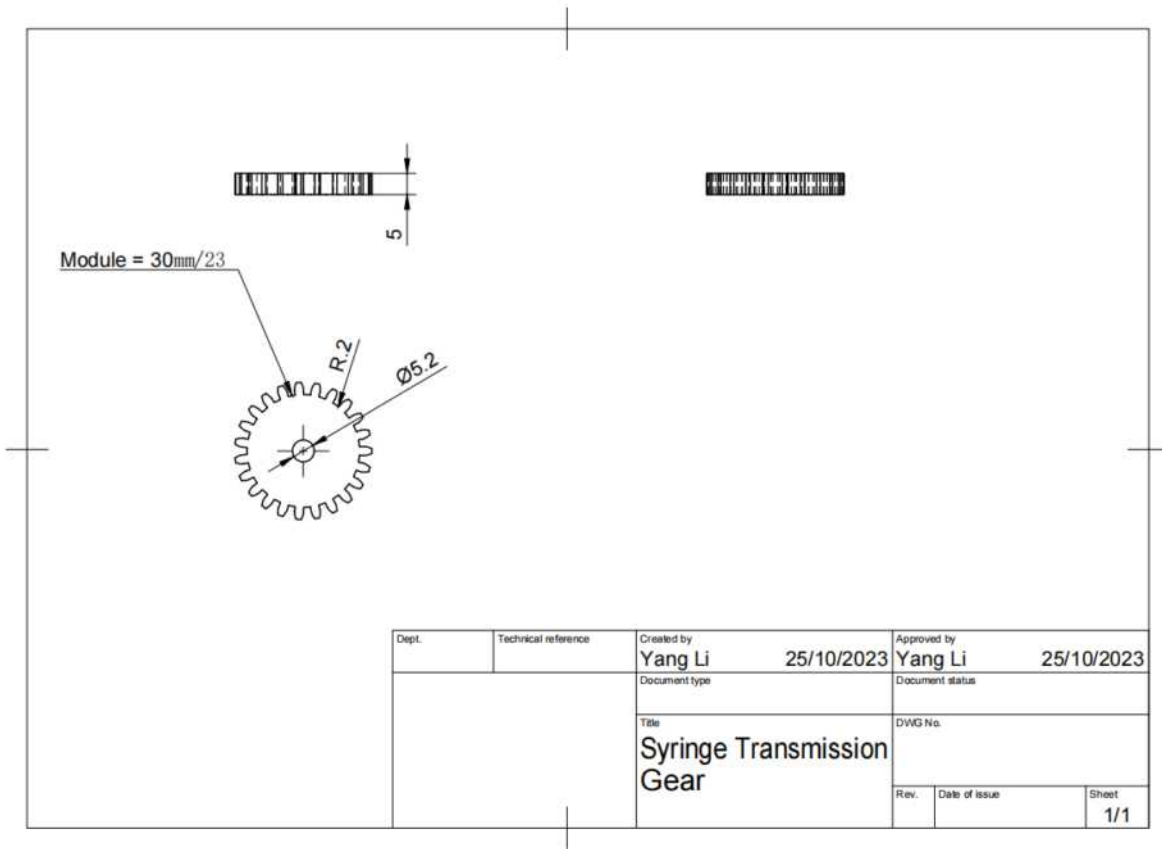 5
Module = 30mm/23
R.2
Ø5.2
Dept.
Technical reference
Created by
Yang Li 25/10/2023
Approved by
Yang Li 25/10/2023
Document type
Document status
Title
Syringe Transmission
Gear
DWG No.
Rev.
Date of issue
Sheet
1/1